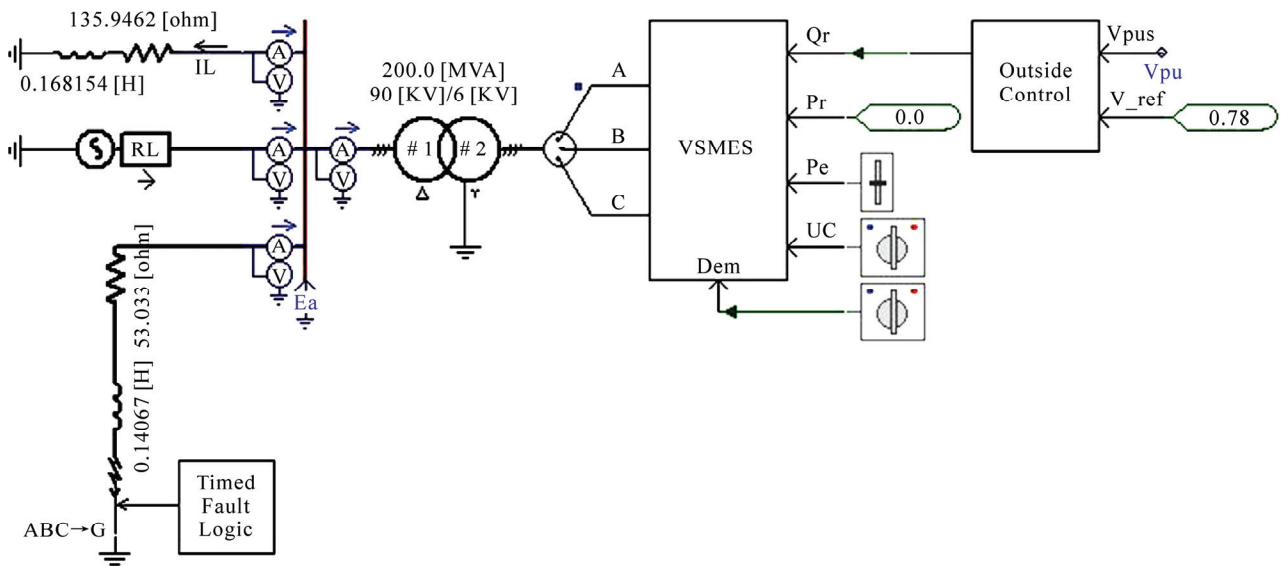 135.9462 [ohm]
IL
0.168154 [H]
A
V
RL
A
V
A
V
200.0 [MVA]
90 [KV]/6 [KV]
# 1
# 2
A
B
C
VSMES
Dem
Qr
Pr
0.0
Pe
UC
Outside
Control
Vpus
Vpu
V_ref
0.78
A
V
Ea
53.033 [ohm]
0.14067 [H]
ABC→G
Timed
Fault
Logic